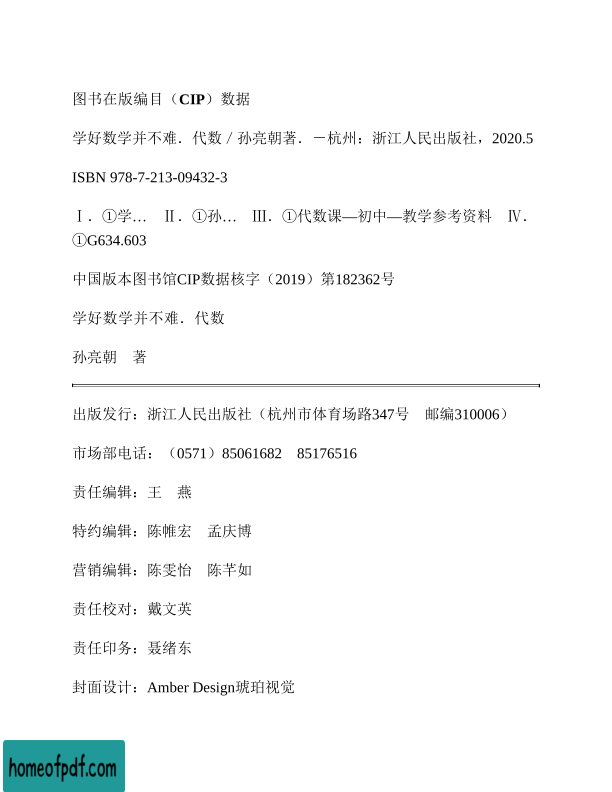 图书在版编目（CIP）数据
学好数学并不难．代数／孙亮朝著．－杭州：浙江人民出版社，2020.5
ISBN 978-7-213-09432-3
Ⅰ．①学…　Ⅱ．①孙…　Ⅲ．①代数课—初中—教学参考资料　Ⅳ．
①G634.603
中国版本图书馆CIP数据核字（2019）第182362号
学好数学并不难．代数
孙亮朝　著
出版发行：浙江人民出版社（杭州市体育场路347号　邮编310006）
市场部电话：（0571）85061682　85176516
责任编辑：王　燕
特约编辑：陈帷宏　孟庆博
营销编辑：陈雯怡　陈芊如
责任校对：戴文英
责任印务：聂绪东
封面设计：Amber Design琥珀视觉
homeofpdf.com